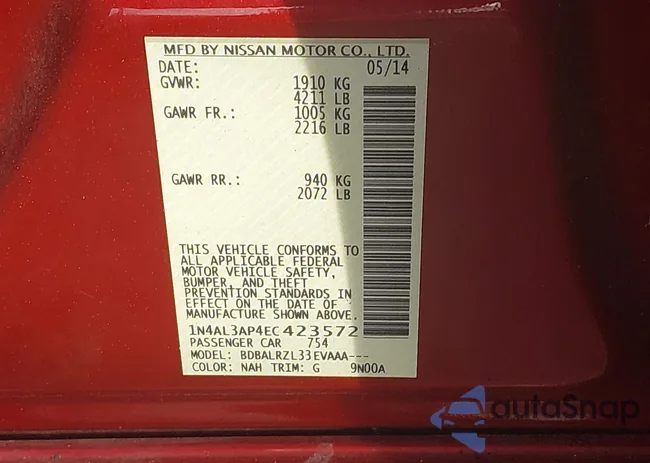 MFD BY NISSAN MOTOR CO., LTD.
DATE: 05/14
GVWR: 1910 KG
4211 LB
GAWR FR.: 1005 KG
2216 LB
GAWR RR.: 940 KG
2072 LB
THIS VEHICLE CONFORMS TO
ALL APPLICABLE FEDERAL
MOTOR VEHICLE SAFETY,
BUMPER, AND THEFT
PREVENTION STANDARDS IN
EFFECT ON THE DATE OF
MANUFACTURE SHOWN ABOVE.
1N4AL3AP4EC423572
PASSENGER CAR 754
MODEL: BDBALRZL33EVAAA---
COLOR: NAH TRIM: G 9N00A
autoSnap